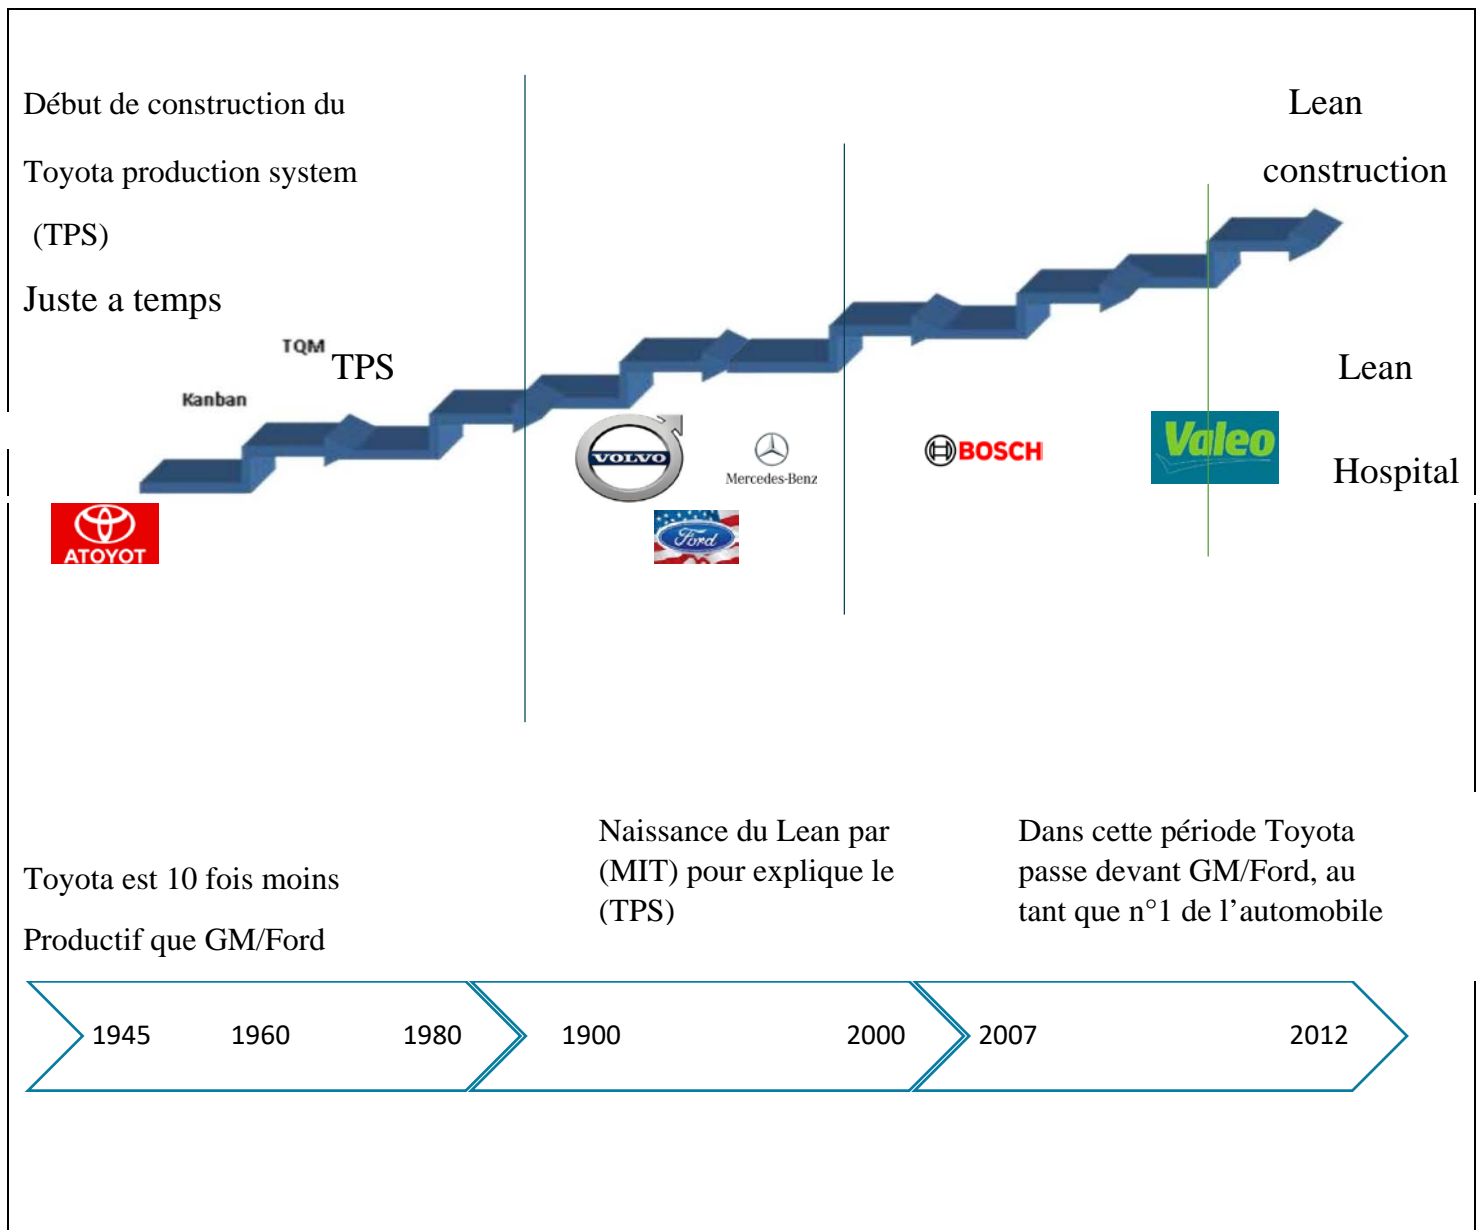 Début de construction du
Toyota production system
(TPS)
Juste a temps
Lean
construction
TQM
TPS
Kanban
Lean
Hospital
ATOYOT
VOLVO
Mercedes-Benz
Ford
BOSCH
Valeo
Toyota est 10 fois moins
Productif que GM/Ford
Naissance du Lean par
(MIT) pour explique le
(TPS)
Dans cette période Toyota
passe devant GM/Ford, au
tant que n°1 de l’automobile
1945 1960 1980 1900 2000 2007 2012